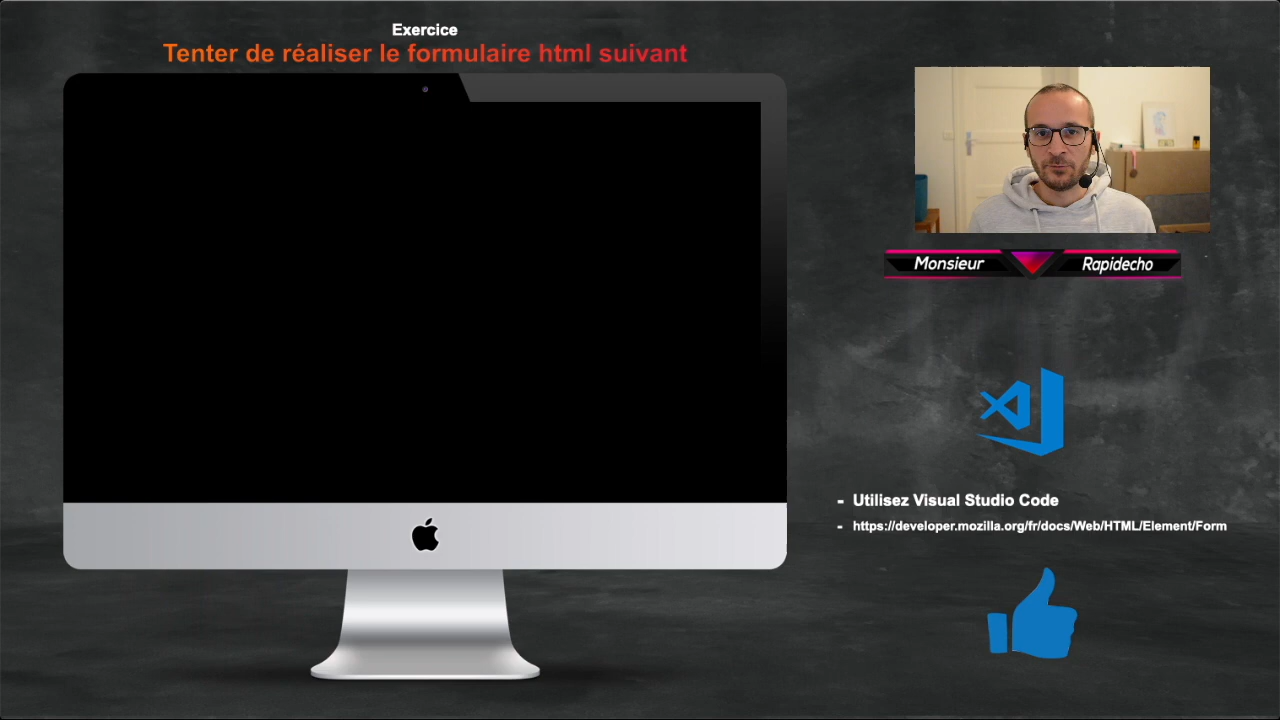 Exercice
Tenter de réaliser le formulaire html suivant
Monsieur Rapidecho
- Utilisez Visual Studio Code
- https://developer.mozilla.org/fr/docs/Web/HTML/Element/Form